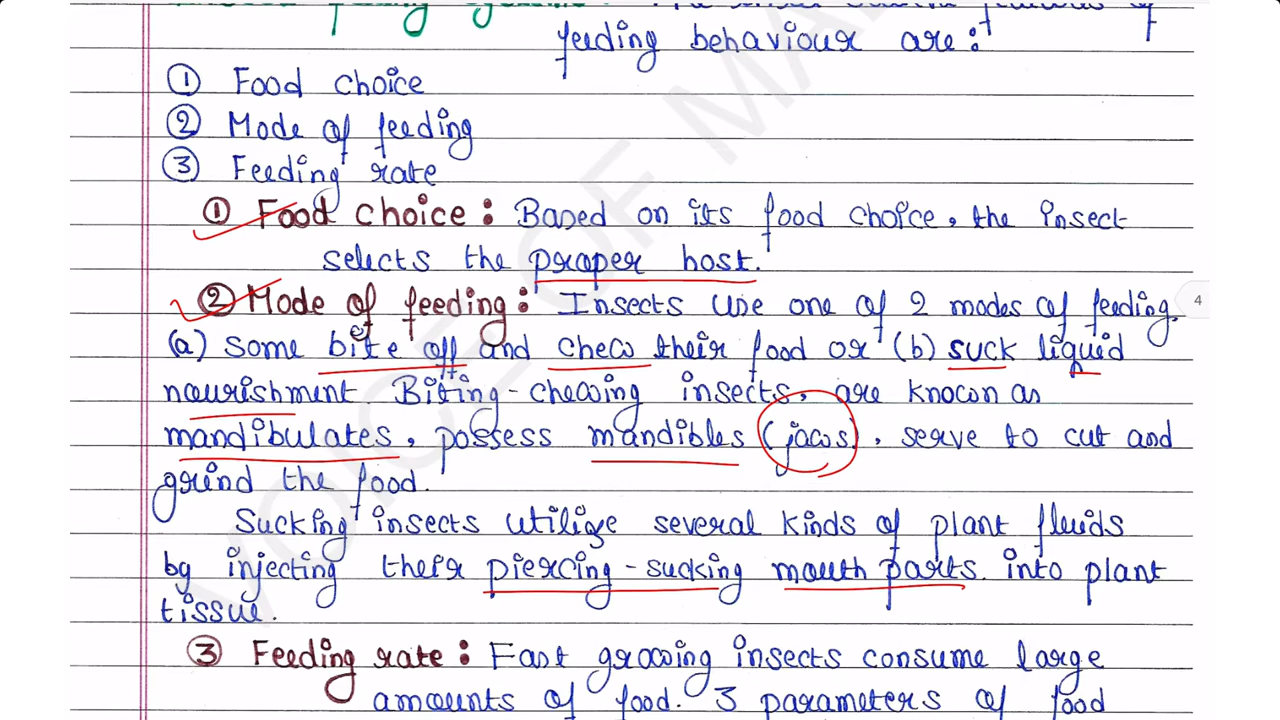 feeding behaviour are:
① Food choice
② Mode of feeding
③ Feeding rate
① Food choice: Based on its food choice, the insect
selects the proper host.
② Mode of feeding: Insects use one of 2 modes of feeding.
4
(a) some bite off and chew their food or (b) suck liquid
nourishment Biting-chewing insects, are known as
mandibulates, possess mandibles (jaws), serve to cut and
grind the food.
Sucking insects utilize several kinds of plant fluids
by injecting their piercing-sucking mouth parts into plant
tissue.
③ Feeding rate: Fast growing insects consume large
amounts of food. 3 parameters of food